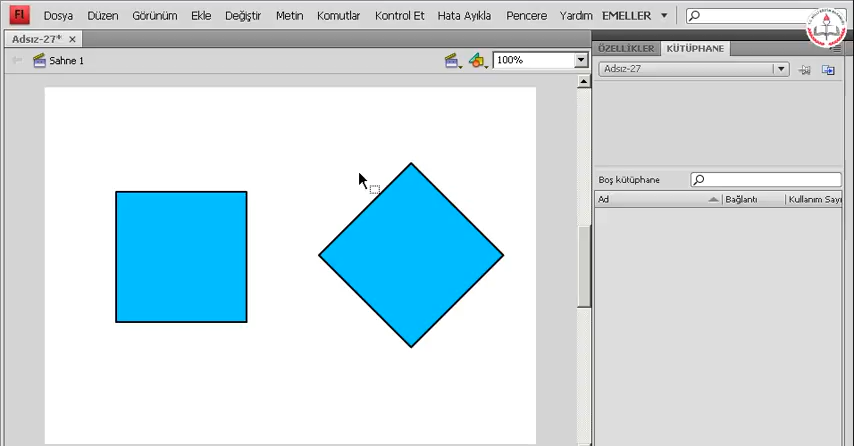 Fl Dosya Düzen Görünüm Ekle Değiştir Metin Komutlar Kontrol Et Hata Ayıkla Pencere Yardım EMELLER
Adsız-27*
Sahne 1
100%
ÖZELLİKLER KÜTÜPHANE
Adsız-27
Boş kütüphane
Ad Bağlantı Kullanım Sayı